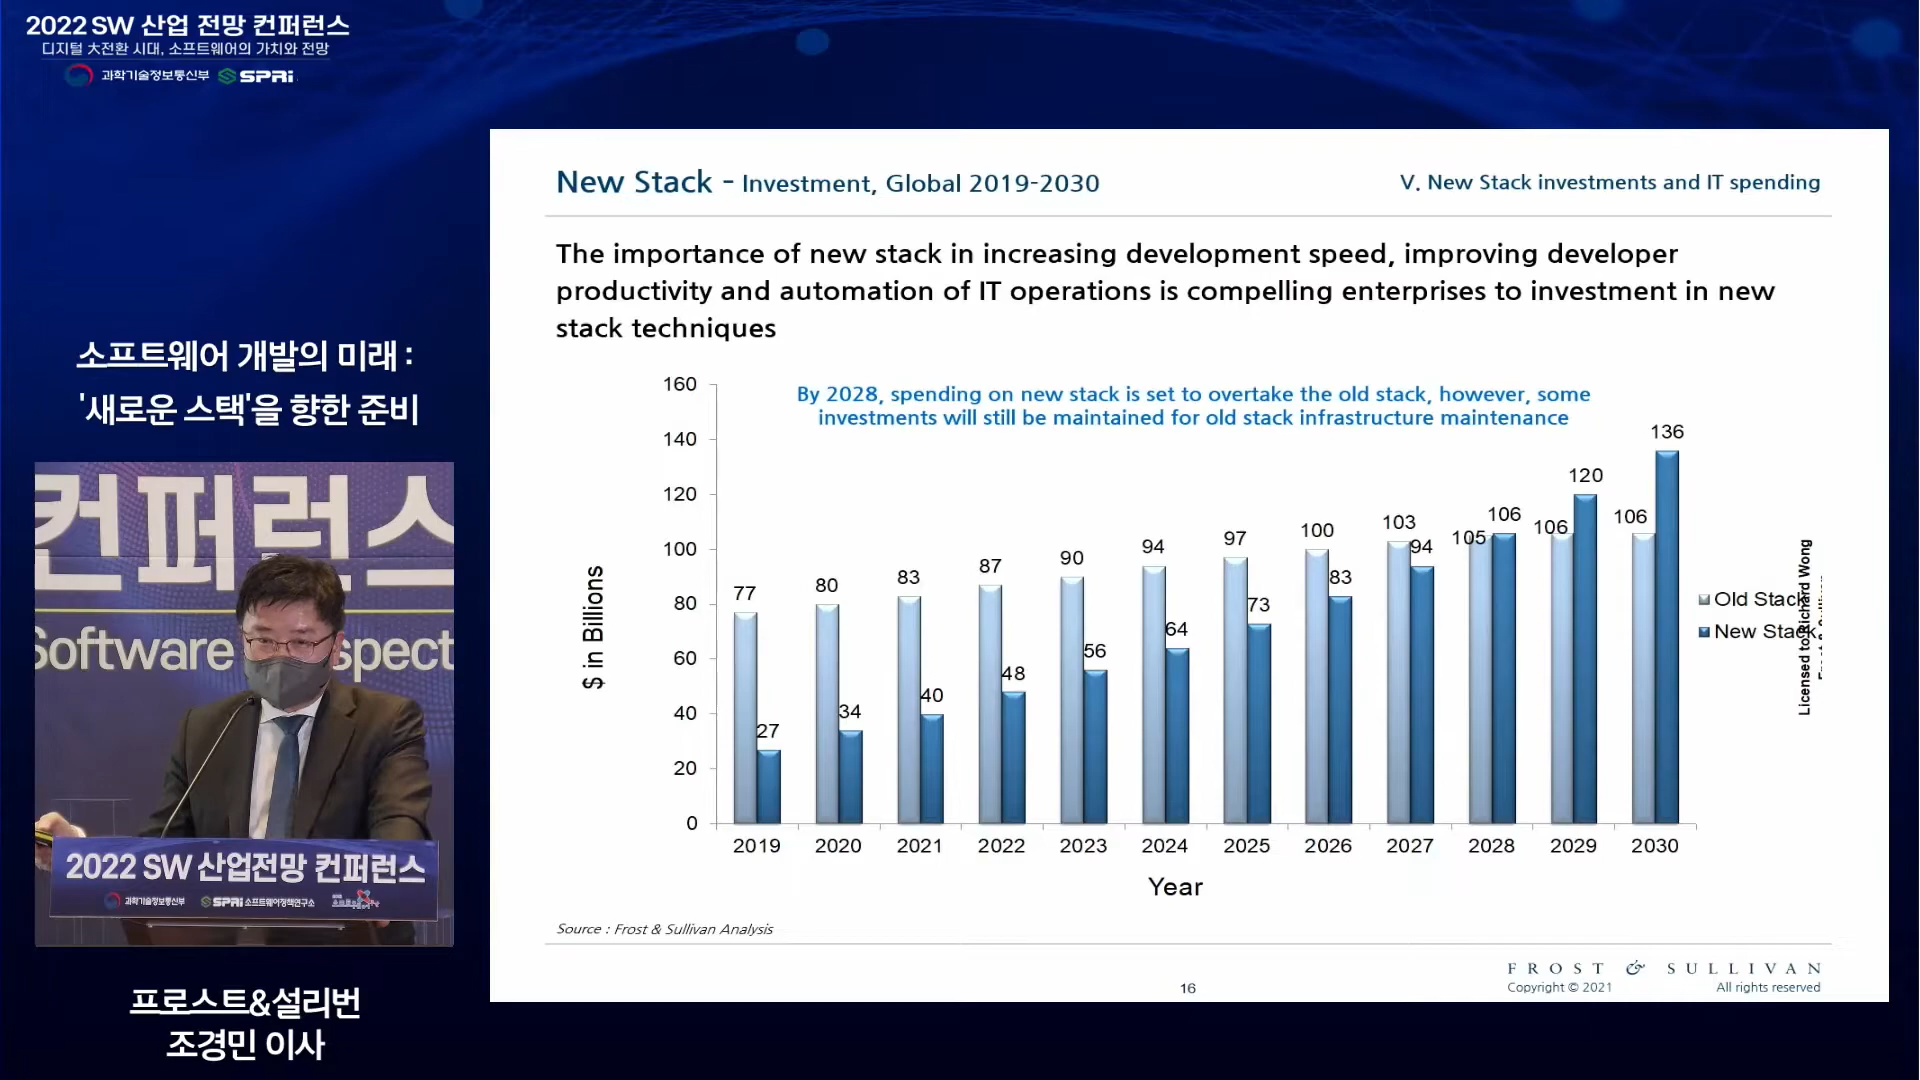 2022 SW 산업 전망 컨퍼런스
디지털 大전환 시대, 소프트웨어의 가치와 전망
과학기술정보통신부 SPRi
소프트웨어 개발의 미래 :
'새로운 스택'을 향한 준비
컨퍼런스
Software
spect
2022 SW 산업전망 컨퍼런스
과학기술정보통신부 SPRi 소프트웨어정책연구소
프로스트&설리번
조경민 이사
New Stack - Investment, Global 2019-2030
V. New Stack investments and IT spending
The importance of new stack in increasing development speed, improving developer
productivity and automation of IT operations is compelling enterprises to investment in new
stack techniques
By 2028, spending on new stack is set to overtake the old stack, however, some
investments will still be maintained for old stack infrastructure maintenance
$ in Billions
160
140
120
100
80
60
40
20
0
77 80 83 87 90 94 97 100 103 105 106 106
27 34 40 48 56 64 73 83 94 106 120 136
2019 2020 2021 2022 2023 2024 2025 2026 2027 2028 2029 2030
Year
Old Stack
New Stack
Licensed to Richard Wong
Source : Frost & Sullivan Analysis
FROST & SULLIVAN
16
Copyright © 2021
All rights reserved